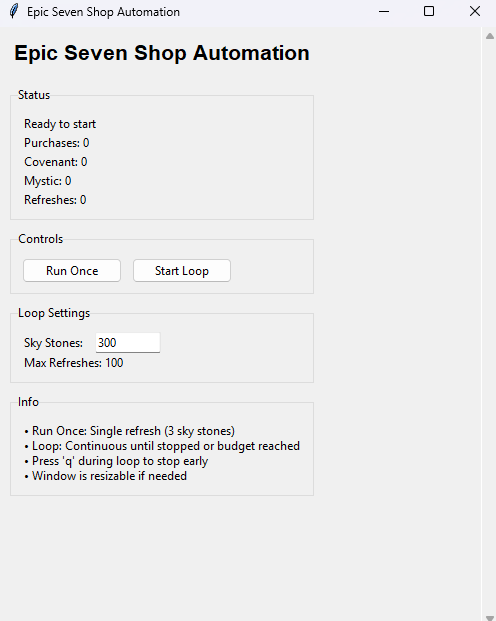 Epic Seven Shop Automation
Epic Seven Shop Automation
Status
Ready to start
Purchases: 0
Covenant: 0
Mystic: 0
Refreshes: 0
Controls
Run Once Start Loop
Loop Settings
Sky Stones: 300
Max Refreshes: 100
Info
• Run Once: Single refresh (3 sky stones)
• Loop: Continuous until stopped or budget reached
• Press 'q' during loop to stop early
• Window is resizable if needed